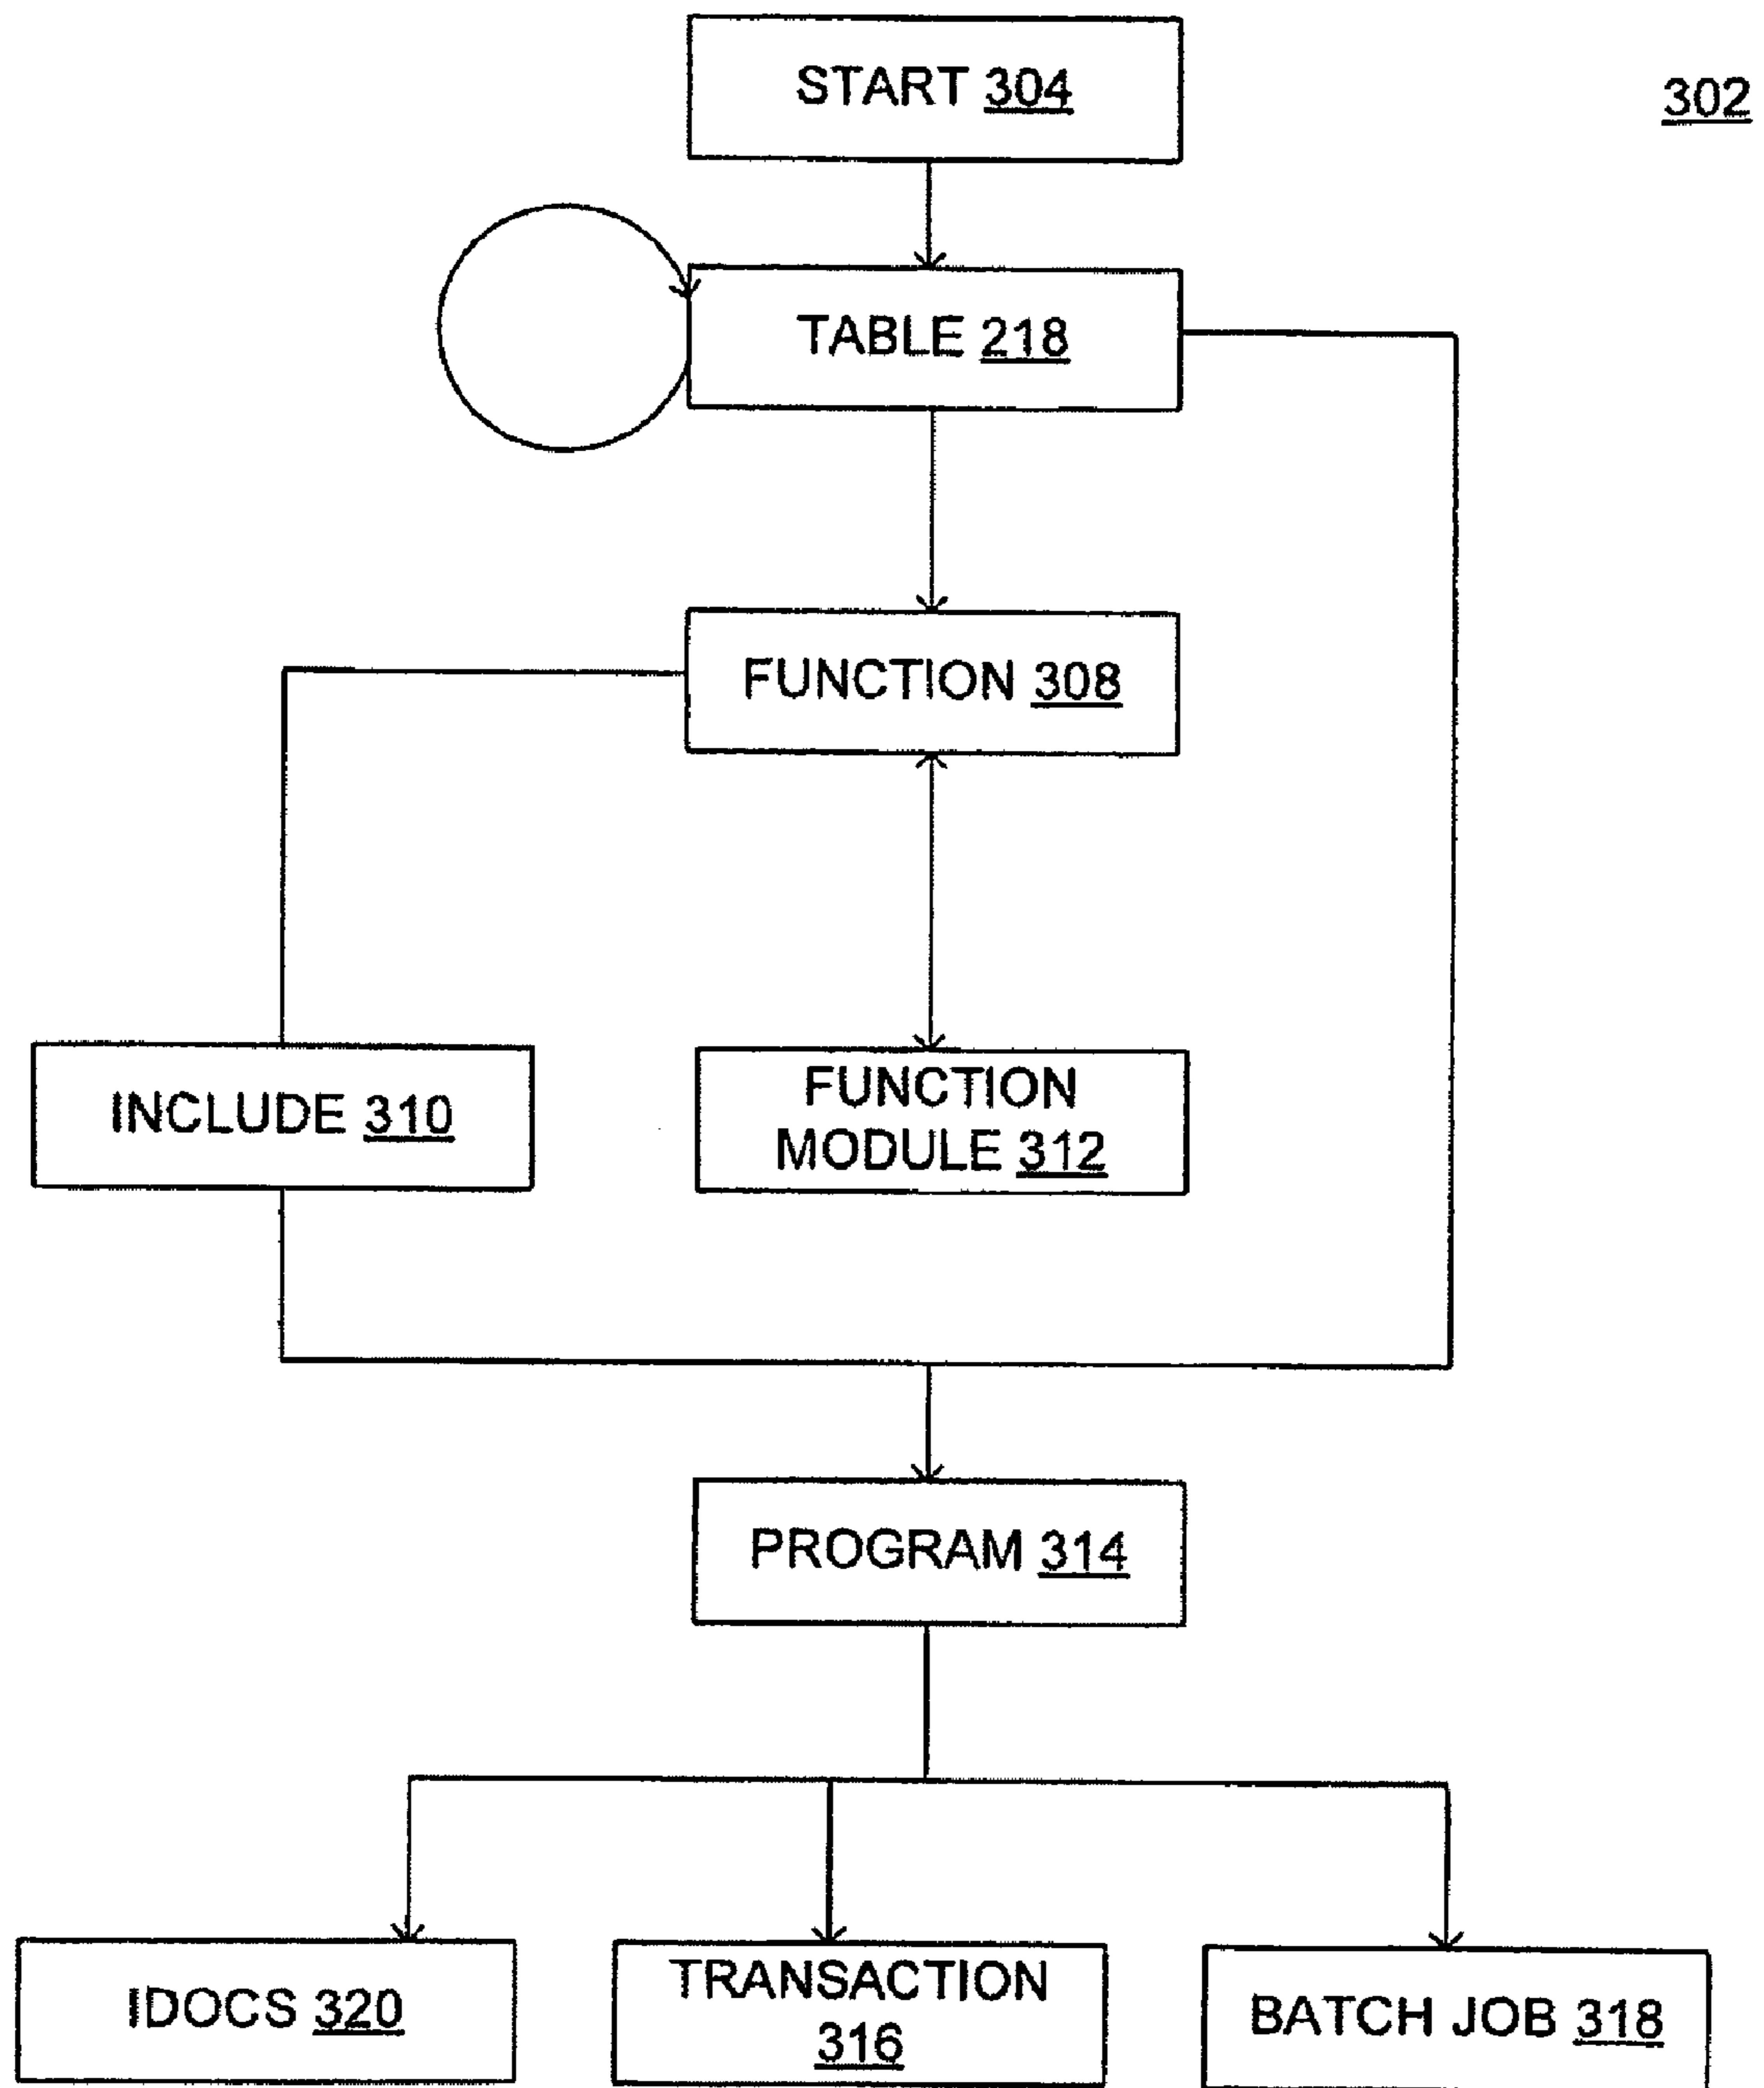 START 304
302
TABLE 218
FUNCTION 308
INCLUDE 310
FUNCTION
MODULE 312
PROGRAM 314
IDOCS 320
TRANSACTION
316
BATCH JOB 318